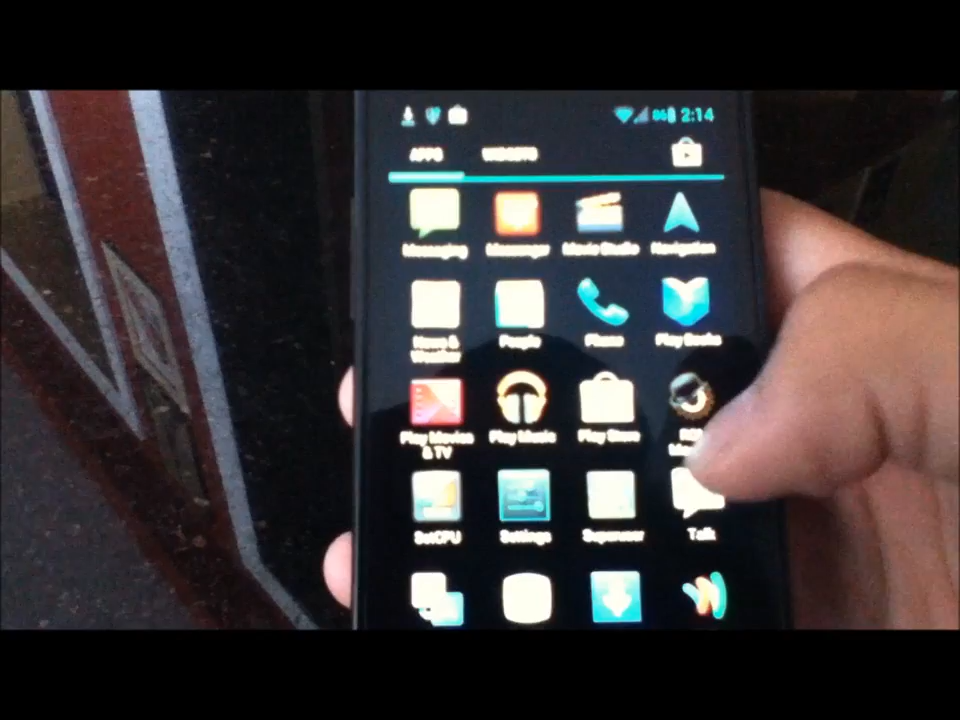 2:14
APPS WIDGETS
Messaging Messenger Movie Studio Navigation
News & Weather People Phone Play Books
Play Movies & TV Play Music Play Store
SetCPU Settings Superuser Talk